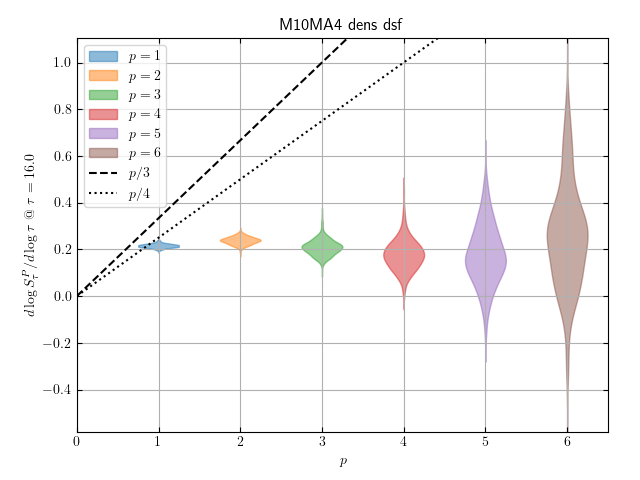 M10MA4 dens dsf
p = 1
p = 2
p = 3
p = 4
p = 5
p = 6
p/3
p/4
d log S_τ^P / d log τ @ τ = 16.0
1.0
0.8
0.6
0.4
0.2
0.0
−0.2
−0.4
0 1 2 3 4 5 6
p